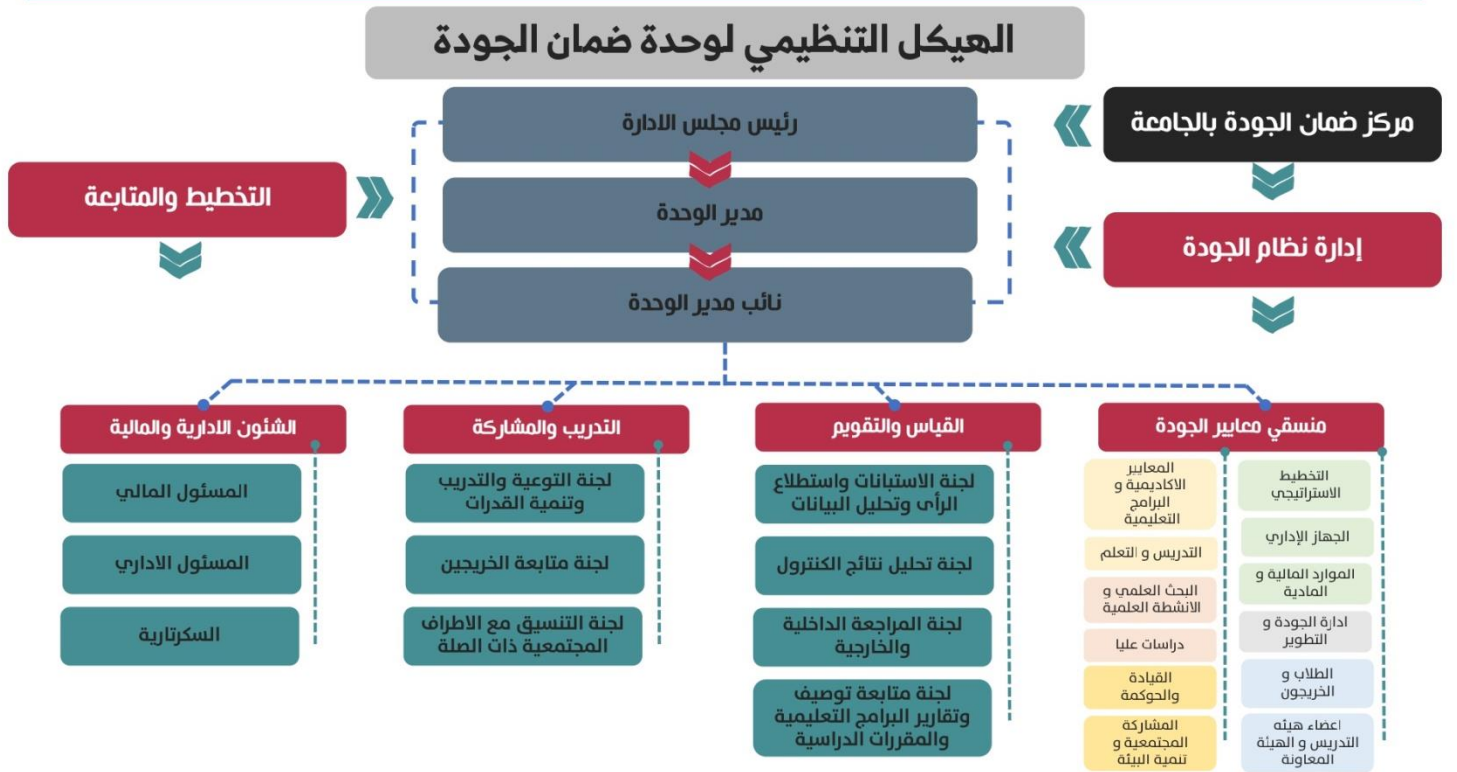 الهيكل التنظيمي لوحدة ضمان الجودة
مركز ضمان الجودة بالجامعة
رئيس مجلس الادارة
مدير الوحدة
نائب مدير الوحدة
إدارة نظام الجودة
التخطيط والمتابعة
منسقي معايير الجودة
التخطيط
الاستراتيجي
الجهاز الإداري
الموارد المالية و
المادية
ادارة الجودة و
التطوير
الطلاب و
الخريجون
اعضاء هيئه
التدريس و الهيئة
المعاونة
المعايير
الاكاديمية و
البرامج
التعليمية
التدريس و التعلم
البحث العلمي و
الانشطة العلمية
دراسات عليا
القيادة
والحوكمة
المشاركة
المجتمعية و
تنمية البيئة
القياس والتقويم
لجنة الاستبانات واستطلاع
الرأى وتحليل البيانات
لجنة تحليل نتائج الكنترول
لجنة المراجعة الداخلية
والخارجية
لجنة متابعة توصيف
وتقارير البرامج التعليمية
والمقررات الدراسية
التدريب والمشاركة
لجنة التوعية والتدريب
وتنمية القدرات
لجنة متابعة الخريجين
لجنة التنسيق مع الاطراف
المجتمعية ذات الصلة
الشئون الادارية والمالية
المسئول المالي
المسئول الاداري
السكرتارية